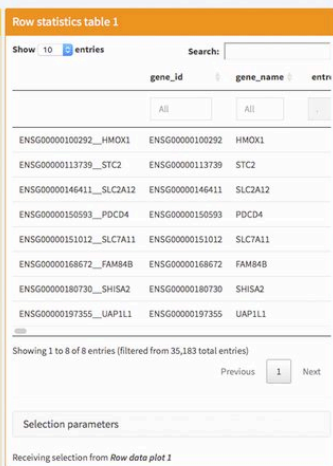 Row statistics table 1
Show 10 entries Search:
gene_id gene_name entre
All All
ENSG00000100292__HMOX1 ENSG00000100292 HMOX1
ENSG00000113739__STC2 ENSG00000113739 STC2
ENSG00000146411__SLC2A12 ENSG00000146411 SLC2A12
ENSG00000150593__PDCD4 ENSG00000150593 PDCD4
ENSG00000151012__SLC7A11 ENSG00000151012 SLC7A11
ENSG00000168672__FAM84B ENSG00000168672 FAM84B
ENSG00000180730__SHISA2 ENSG00000180730 SHISA2
ENSG00000197355__UAP1L1 ENSG00000197355 UAP1L1
Showing 1 to 8 of 8 entries (filtered from 35,183 total entries)
Previous 1 Next
Selection parameters
Receiving selection from Row data plot 1